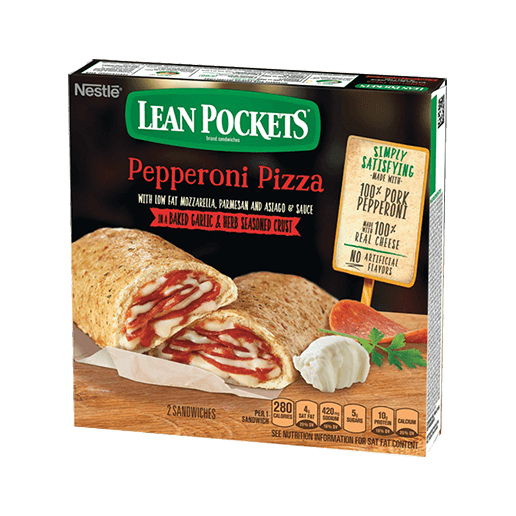 Nestlé
LEAN POCKETS®
brand sandwiches
Pepperoni Pizza
WITH LOW FAT MOZZARELLA, PARMESAN AND ASIAGO & SAUCE
IN A BAKED GARLIC & HERB SEASONED CRUST
SIMPLY
SATISFYING
-MADE WITH-
100% PORK
PEPPERONI
MADE WITH 100%
REAL CHEESE
NO ARTIFICIAL
FLAVORS
2 SANDWICHES
PER 1
SANDWICH
280
CALORIES
4g
SAT FAT
420mg
SODIUM
5g
SUGARS
10g
PROTEIN
CALCIUM
SEE NUTRITION INFORMATION FOR SAT FAT CONTENT
LEAN POCKETS